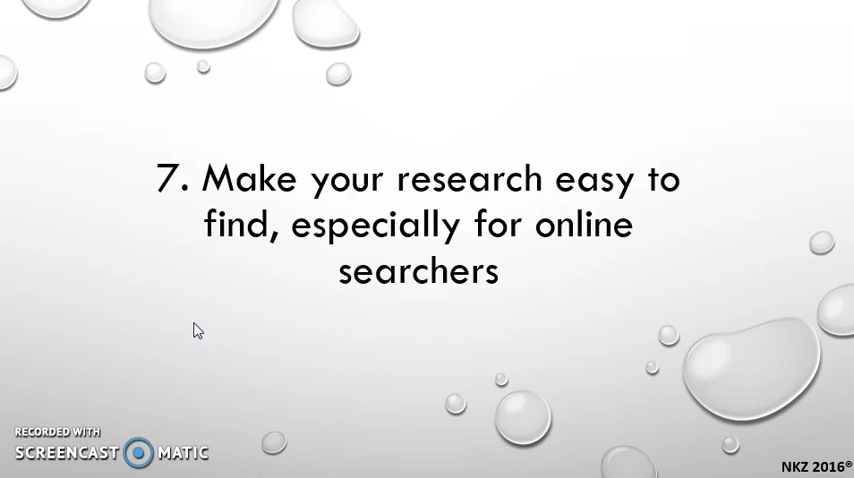 7. Make your research easy to
find, especially for online
searchers
RECORDED WITH
SCREENCAST MATIC
NKZ 2016®